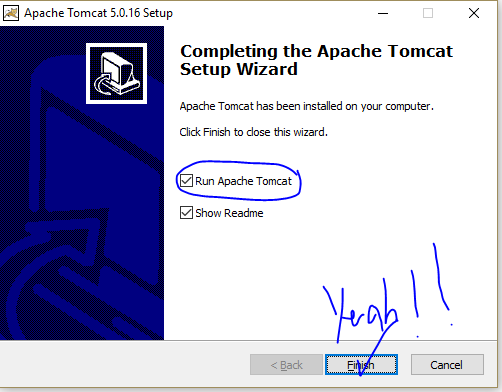 Apache Tomcat 5.0.16 Setup
Completing the Apache Tomcat
Setup Wizard
Apache Tomcat has been installed on your computer.
Click Finish to close this wizard.
Run Apache Tomcat
Show Readme
Yeah!!
< Back Finish Cancel